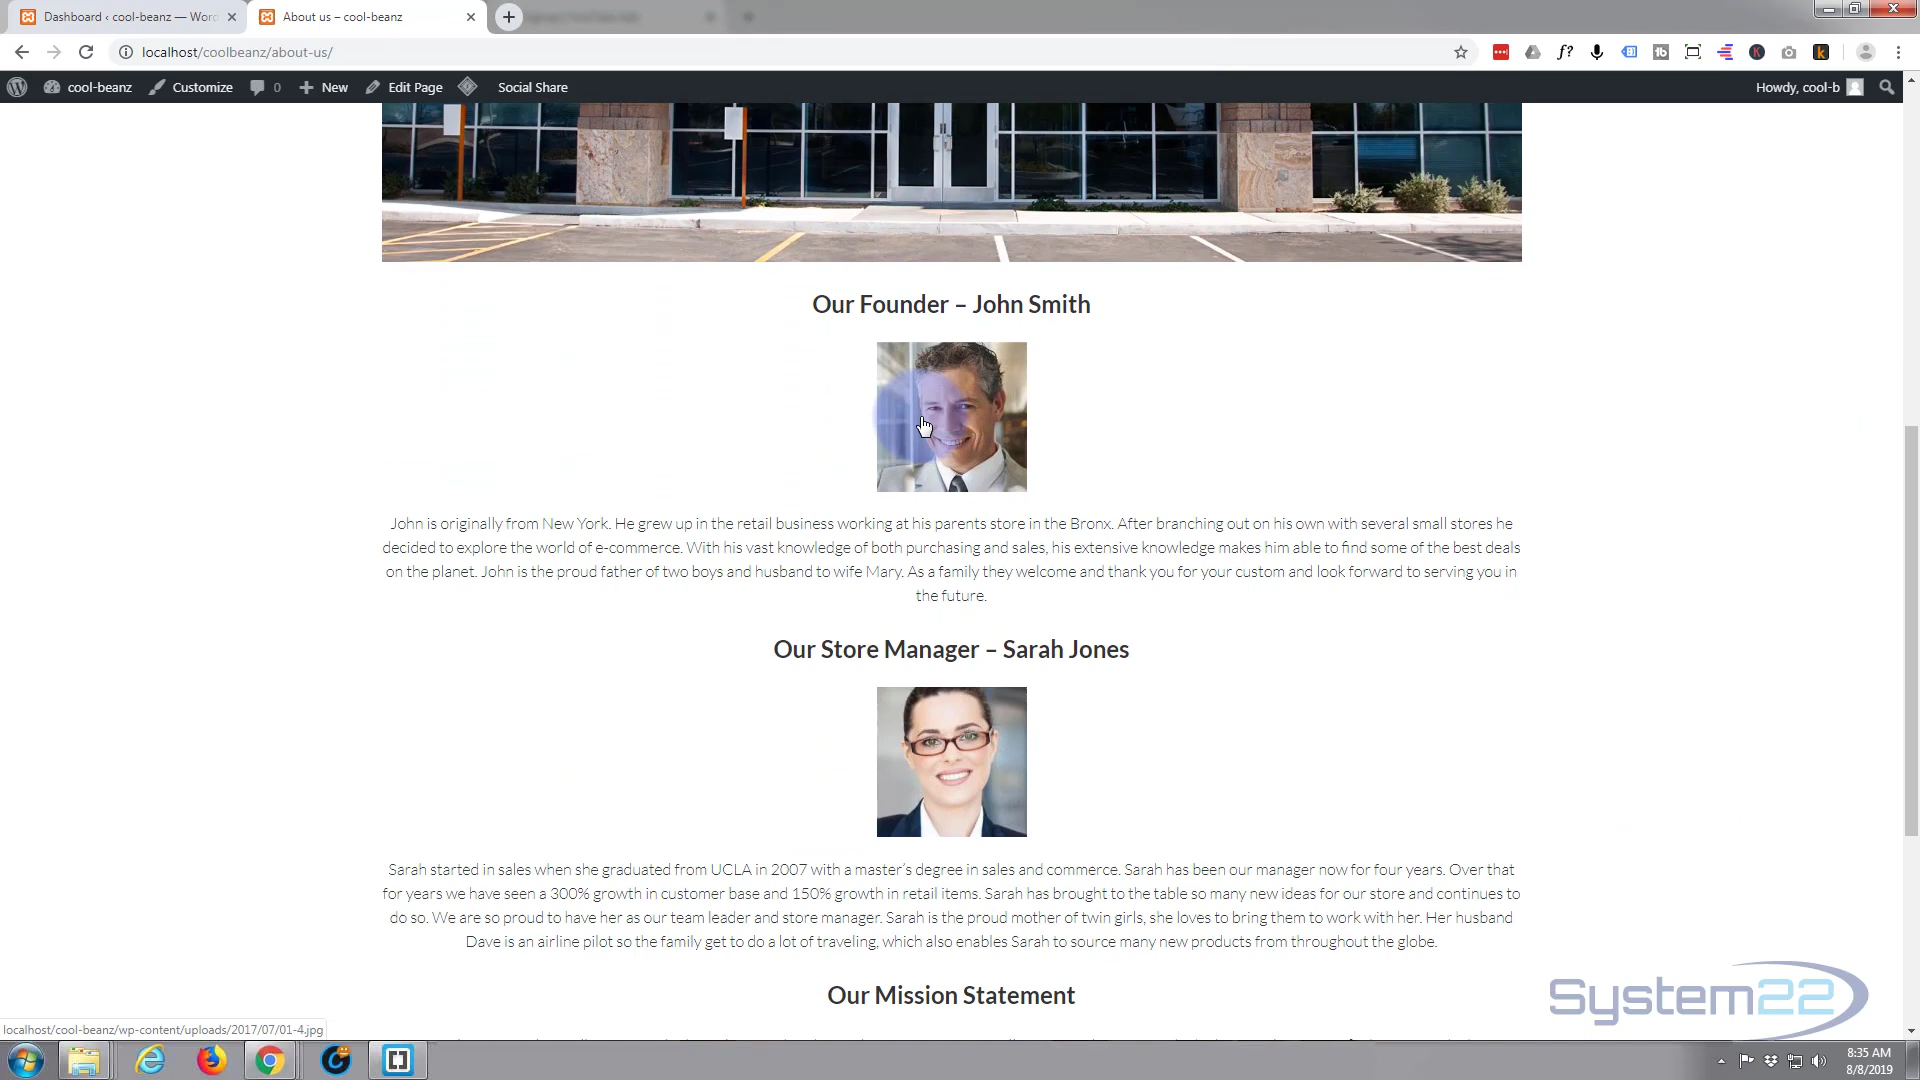 Dashboard ‹ cool-beanz — Word
About us – cool-beanz
localhost/coolbeanz/about-us/
cool-beanz
Customize
0
New
Edit Page
Social Share
Howdy, cool-b
Our Founder – John Smith
John is originally from New York. He grew up in the retail business working at his parents store in the Bronx. After branching out on his own with several small stores he
decided to explore the world of e-commerce. With his vast knowledge of both purchasing and sales, his extensive knowledge makes him able to find some of the best deals
on the planet. John is the proud father of two boys and husband to wife Mary. As a family they welcome and thank you for your custom and look forward to serving you in
the future.
Our Store Manager – Sarah Jones
Sarah started in sales when she graduated from UCLA in 2007 with a master’s degree in sales and commerce. Sarah has been our manager now for four years. Over that
for years we have seen a 300% growth in customer base and 150% growth in retail items. Sarah has brought to the table so many new ideas for our store and continues to
do so. We are so proud to have her as our team leader and store manager. Sarah is the proud mother of twin girls, she loves to bring them to work with her. Her husband
Dave is an airline pilot so the family get to do a lot of traveling, which also enables Sarah to source many new products from throughout the globe.
Our Mission Statement
System22
localhost/cool-beanz/wp-content/uploads/2017/07/01-4.jpg
8:35 AM
8/8/2019